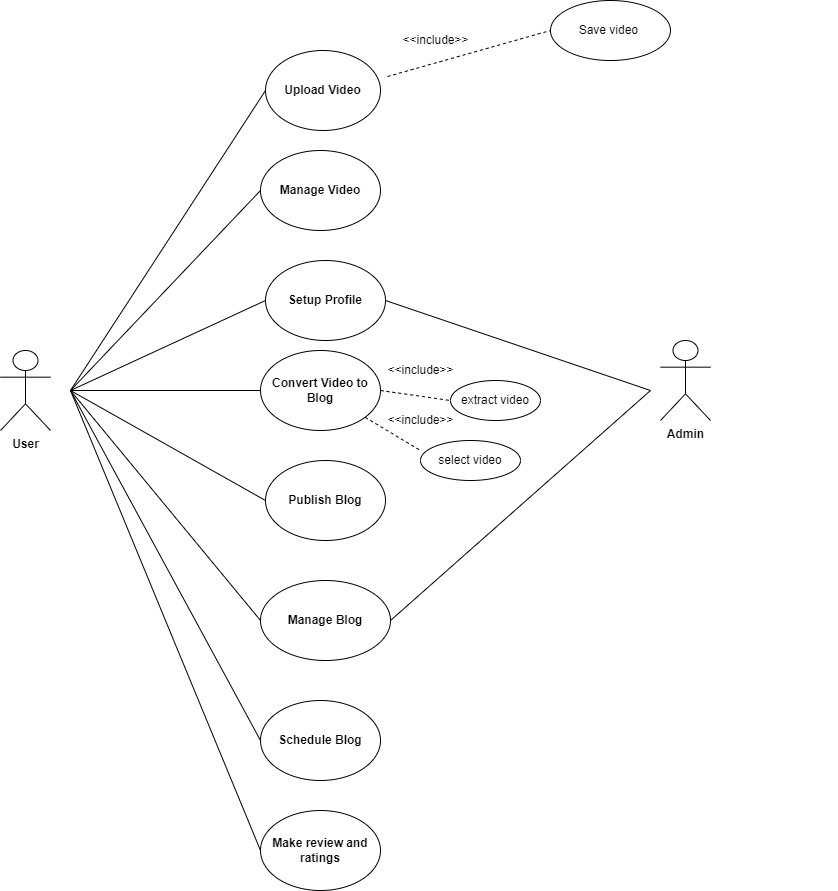 Save video
<<include>>
Upload Video
Manage Video
Setup Profile
<<include>>
Convert Video to
Blog
extract video
<<include>>
User
Admin
select video
Publish Blog
Manage Blog
Schedule Blog
Make review and
ratings